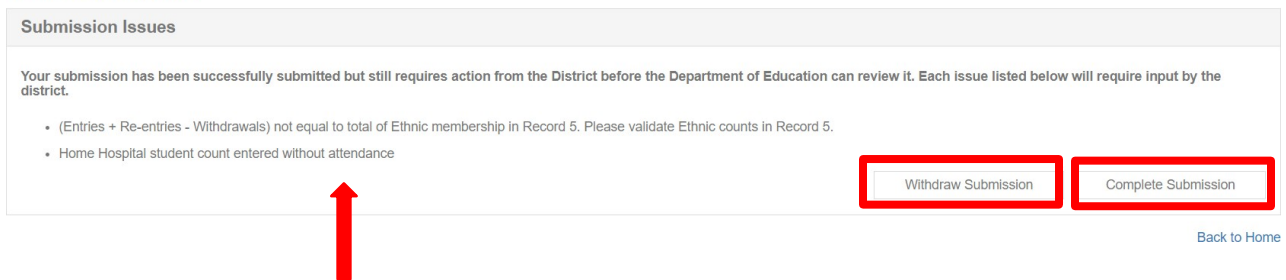 Submission Issues
Your submission has been successfully submitted but still requires action from the District before the Department of Education can review it. Each issue listed below will require input by the
district.
• (Entries + Re-entries - Withdrawals) not equal to total of Ethnic membership in Record 5. Please validate Ethnic counts in Record 5.
• Home Hospital student count entered without attendance
Withdraw Submission Complete Submission
Back to Home